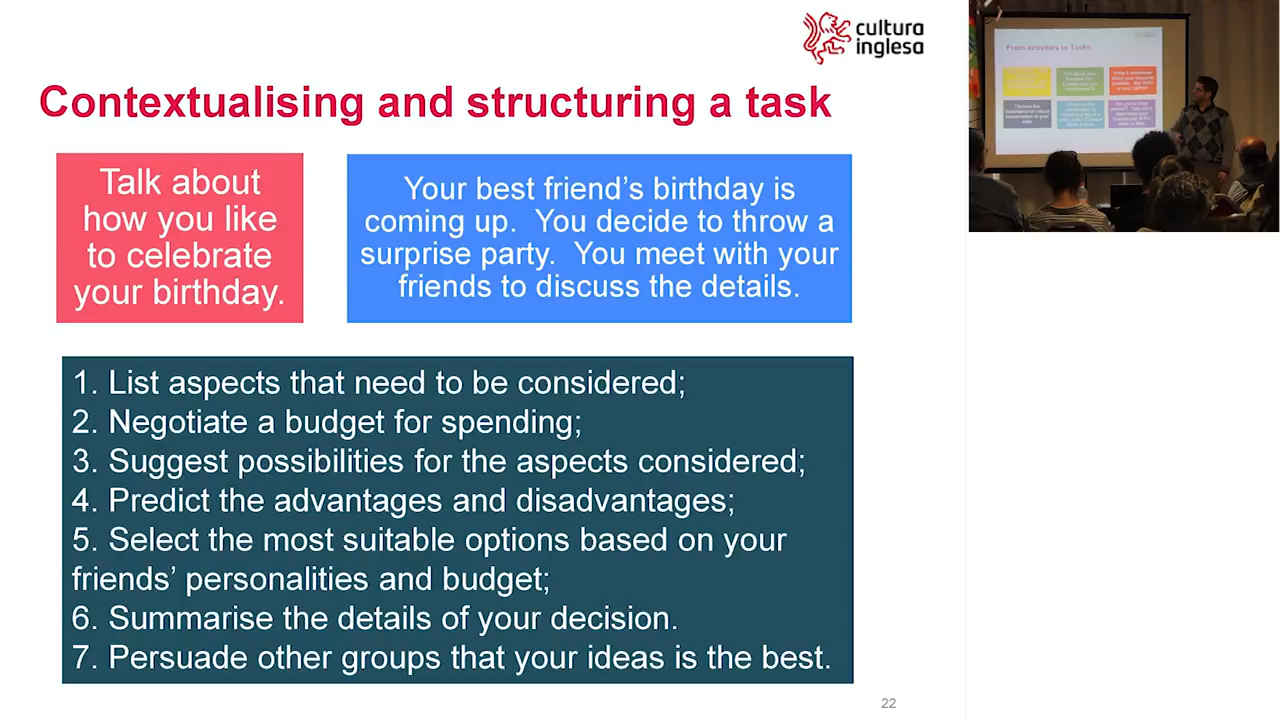 cultura
inglesa
Contextualising and structuring a task
Talk about
how you like
to celebrate
your birthday.
Your best friend’s birthday is
coming up.  You decide to throw a
surprise party.  You meet with your
friends to discuss the details.
1. List aspects that need to be considered;
2. Negotiate a budget for spending;
3. Suggest possibilities for the aspects considered;
4. Predict the advantages and disadvantages;
5. Select the most suitable options based on your
friends’ personalities and budget;
6. Summarise the details of your decision.
7. Persuade other groups that your ideas is the best.
22
From activities to Tasks: